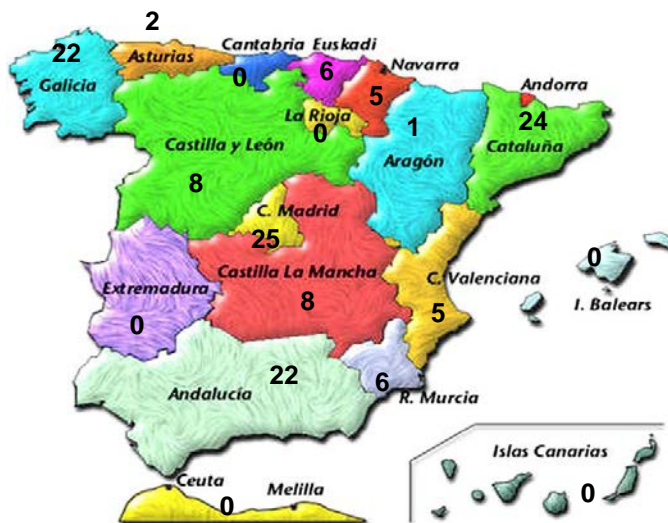 2
22
Asturias
Cantabria
Euskadi
Galicia
0
6
Navarra
5
Andorra
La Rioja
0
1
24
Castilla y León
Aragón
Cataluña
8
C. Madrid
25
0
Castilla La Mancha
C. Valenciana
Extremadura
8
5
I. Balears
0
Andalucía
22
6
R. Murcia
Ceuta
0
Melilla
Islas Canarias
0